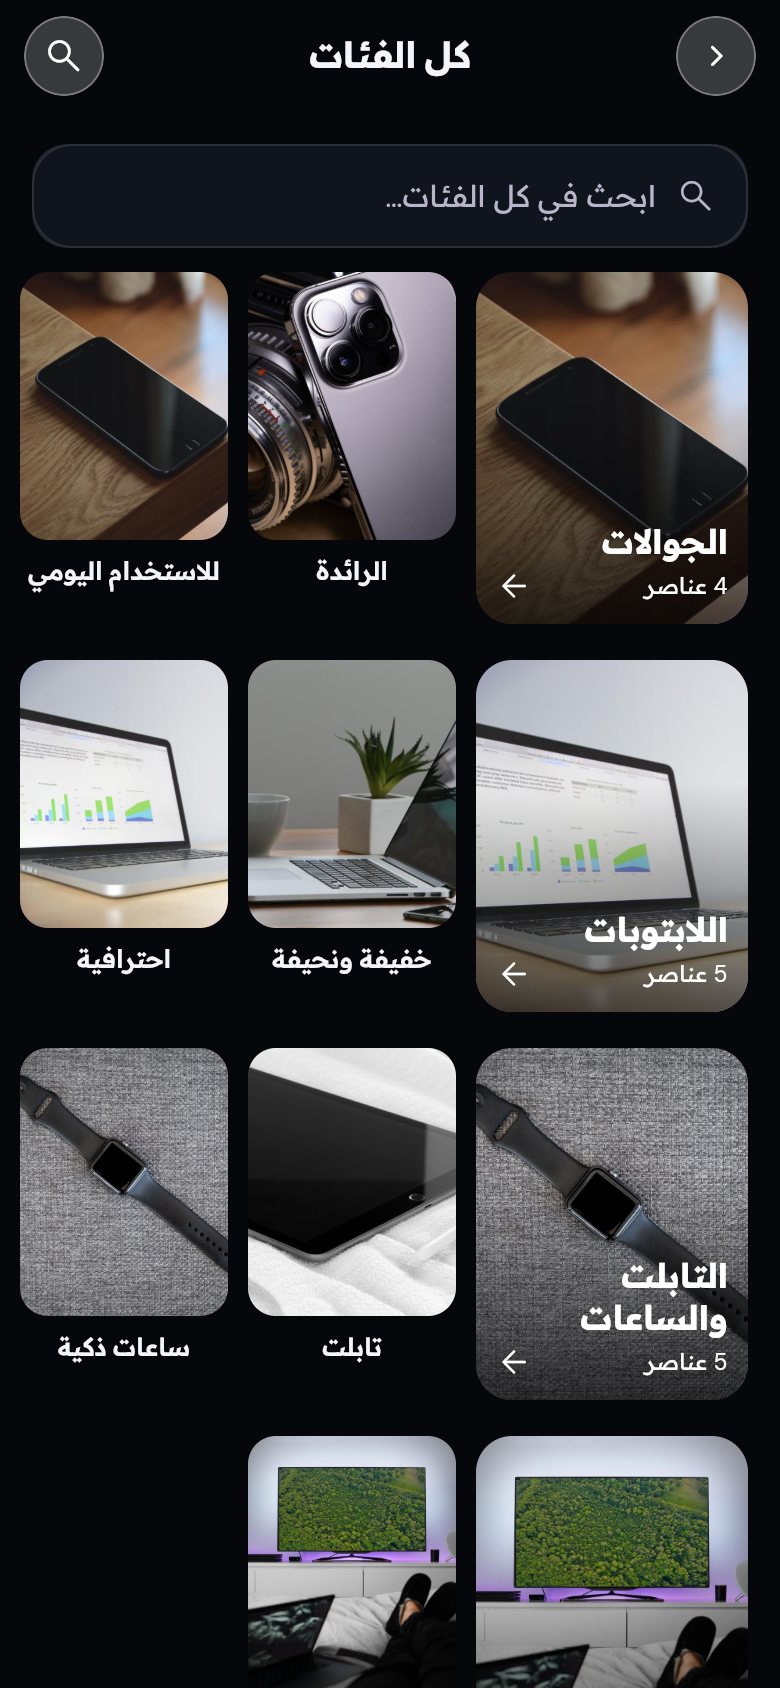 كل الفئات
ابحث في كل الفئات...
الجوالات
4 عناصر
الرائدة
للاستخدام اليومي
اللابتوبات
5 عناصر
خفيفة ونحيفة
احترافية
التابلت
والساعات
5 عناصر
تابلت
ساعات ذكية